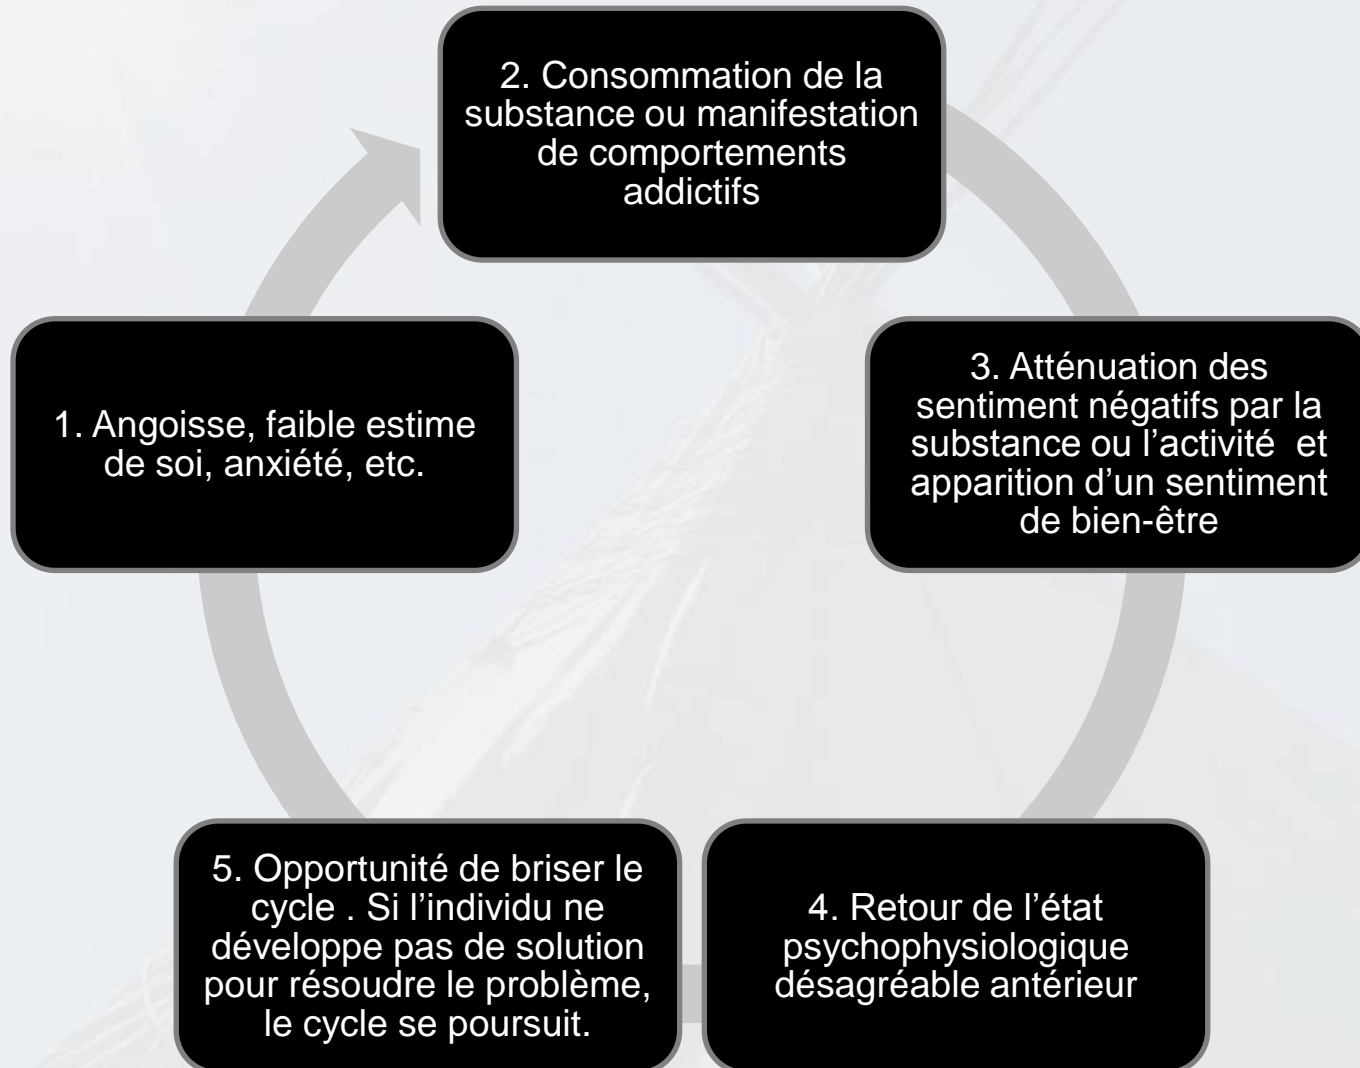 1. Angoisse, faible estime
de soi, anxiété, etc.
2. Consommation de la
substance ou manifestation
de comportements
addictifs
3. Atténuation des
sentiment négatifs par la
substance ou l’activité  et
apparition d’un sentiment
de bien-être
4. Retour de l’état
psychophysiologique
désagréable antérieur
5. Opportunité de briser le
cycle . Si l’individu ne
développe pas de solution
pour résoudre le problème,
le cycle se poursuit.